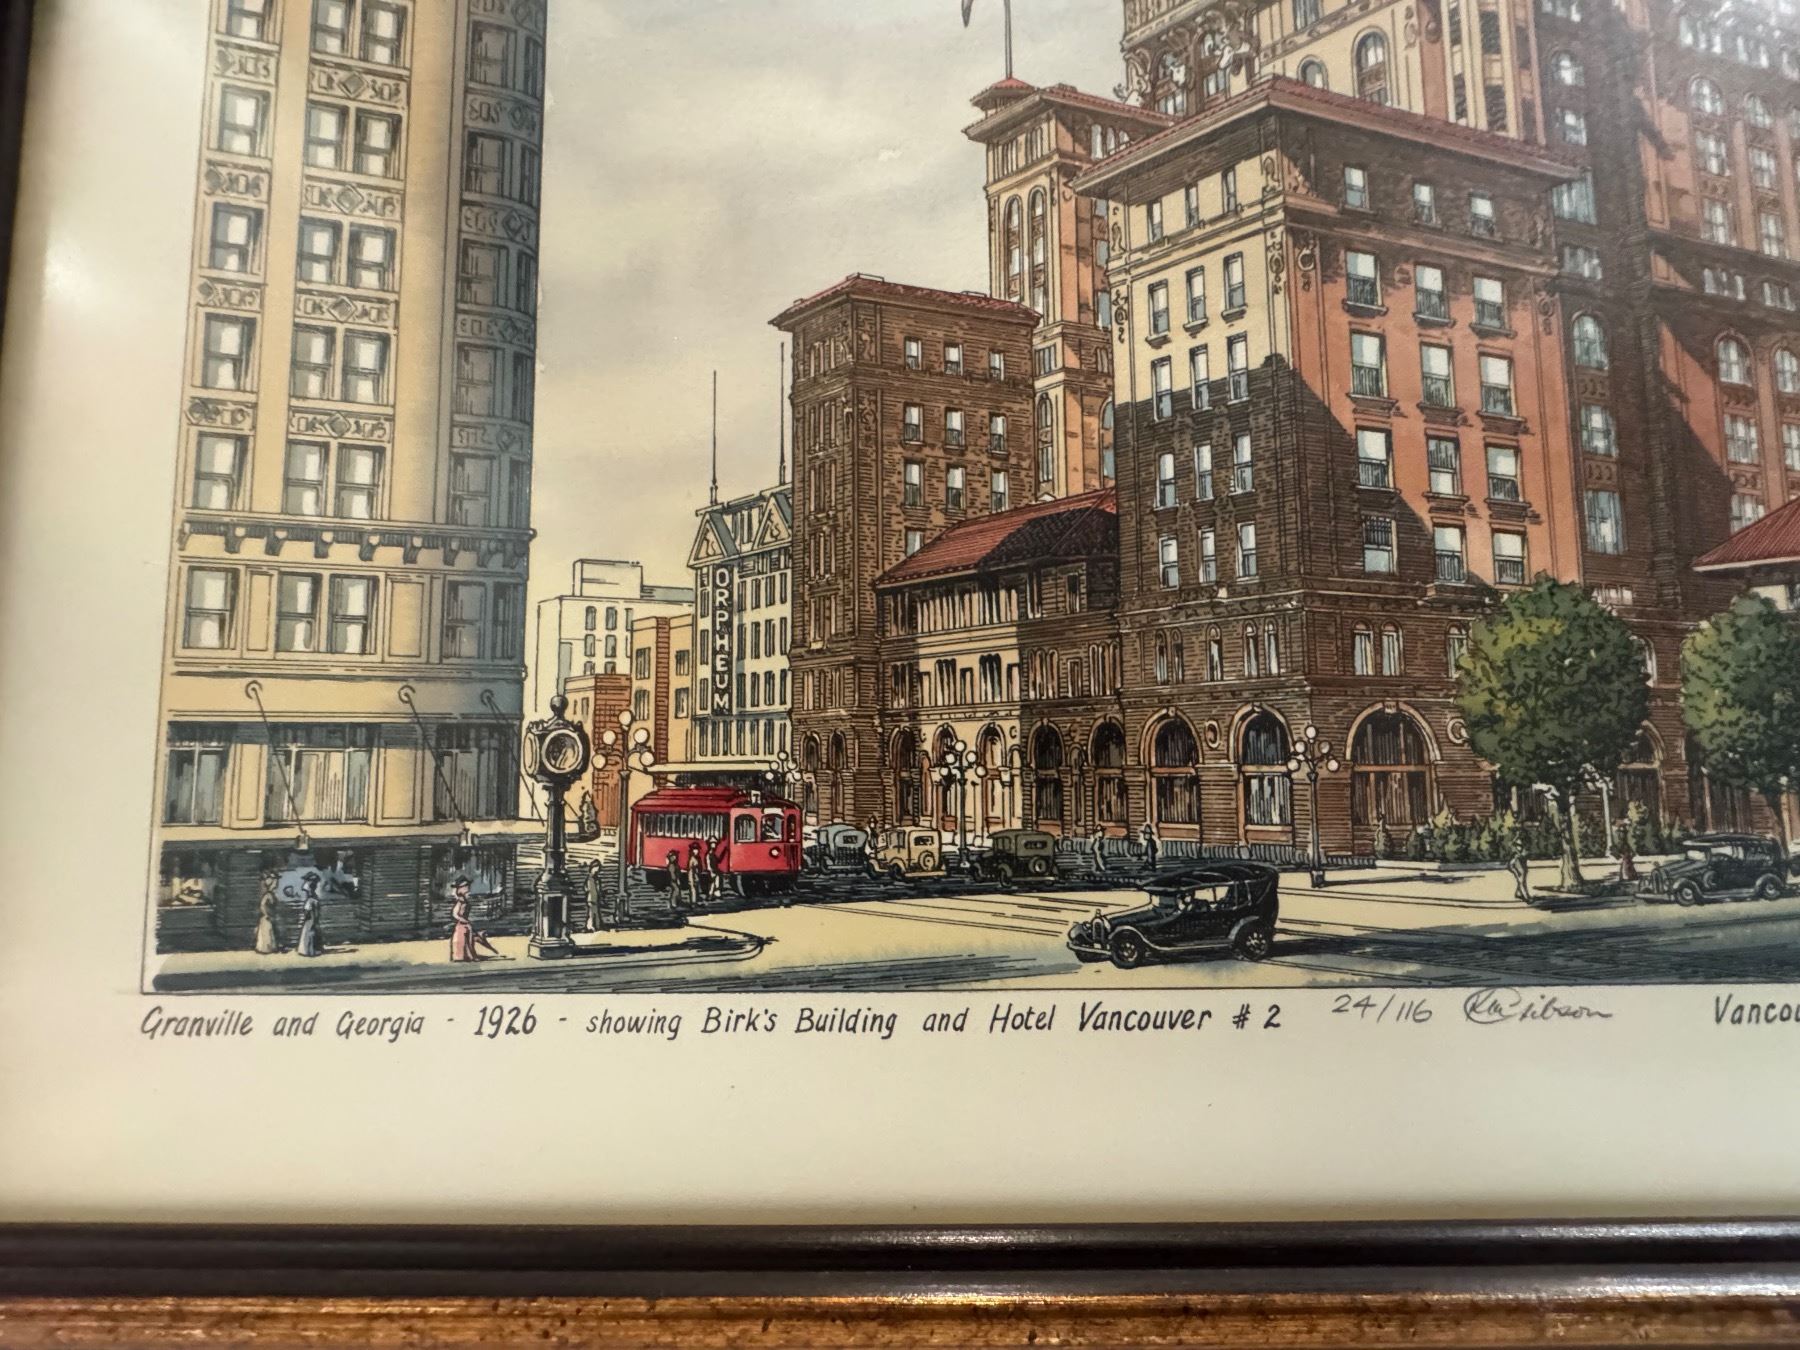 ORPHEUM
Granville and Georgia - 1926 - showing Birk's Building and Hotel Vancouver # 2 24/116